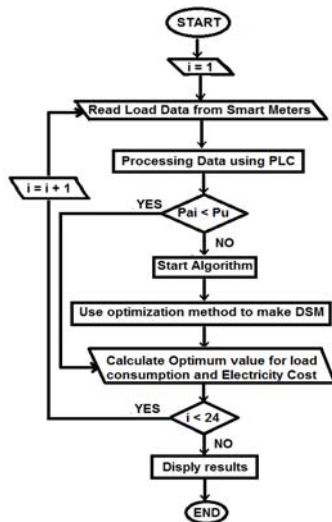 START
i = 1
Read Load Data from Smart Meters
Processing Data using PLC
i = i + 1
YES
Pai < Pu
NO
Start Algorithm
Use optimization method to make DSM
Calculate Optimum value for load
consumption and Electricity Cost
YES
i < 24
NO
Disply results
END